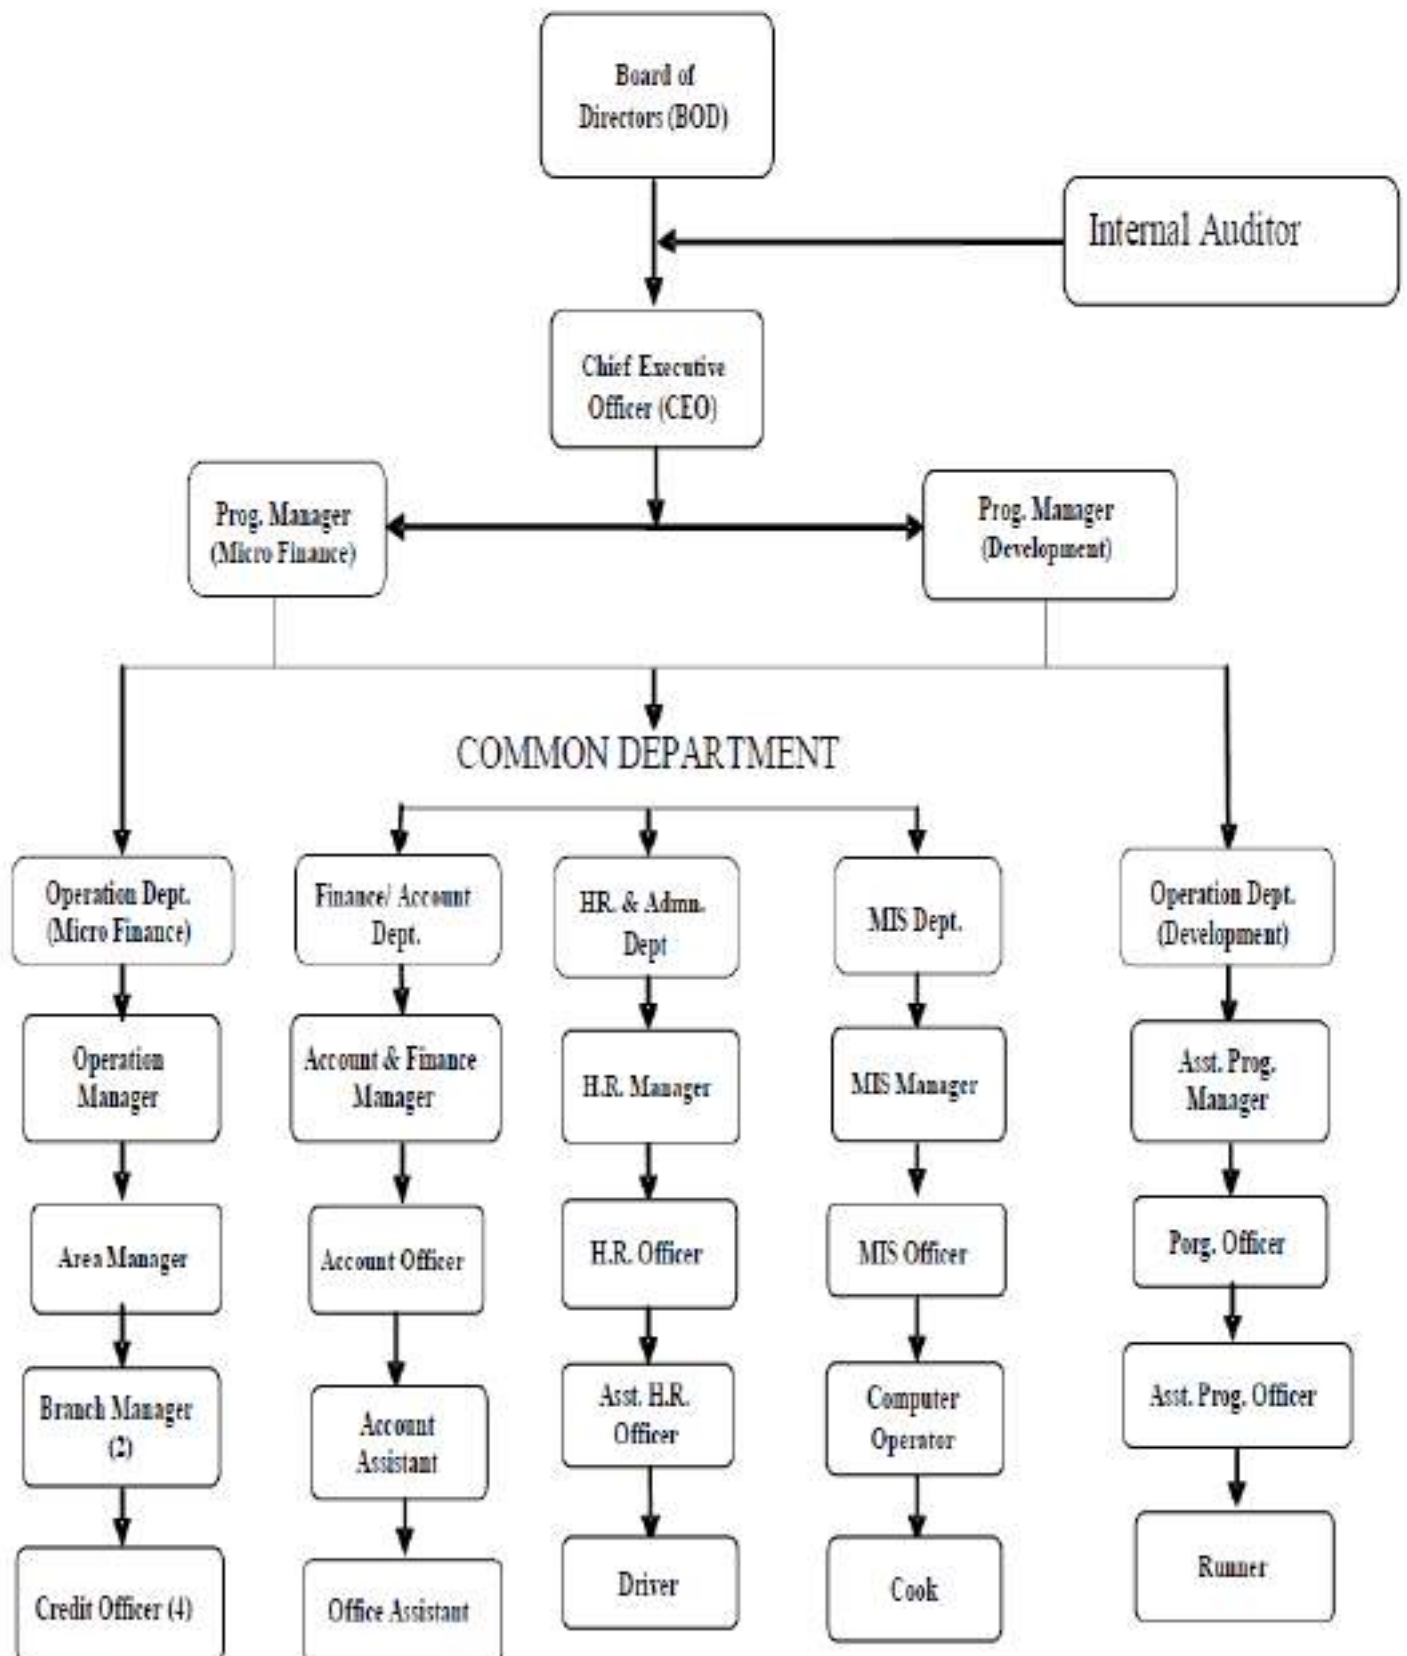 Board of
Directors (BOD)
Internal Auditor
Chief Executive
Officer (CEO)
Prog. Manager
(Micro Finance)
Prog. Manager
(Development)
COMMON DEPARTMENT
Operation Dept.
(Micro Finance)
Finance/ Account
Dept.
HR. & Admn.
Dept
MIS Dept.
Operation Dept.
(Development)
Operation
Manager
Account & Finance
Manager
H.R. Manager
MIS Manager
Asst. Prog.
Manager
Area Manager
Account Officer
H.R. Officer
MIS Officer
Porg. Officer
Branch Manager
(2)
Account
Assistant
Asst. H.R.
Officer
Computer
Operator
Asst. Prog. Officer
Credit Officer (4)
Office Assistant
Driver
Cook
Runner